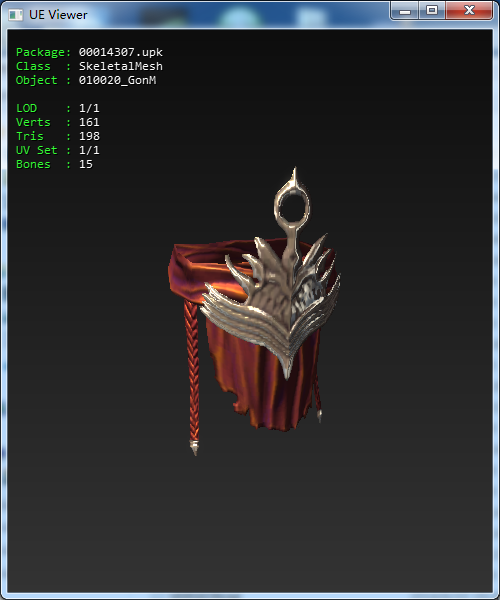 UE Viewer
Package: 00014307.upk
Class : SkeletalMesh
Object : 010020_GonM
LOD : 1/1
Verts : 161
Tris : 198
UV Set : 1/1
Bones : 15